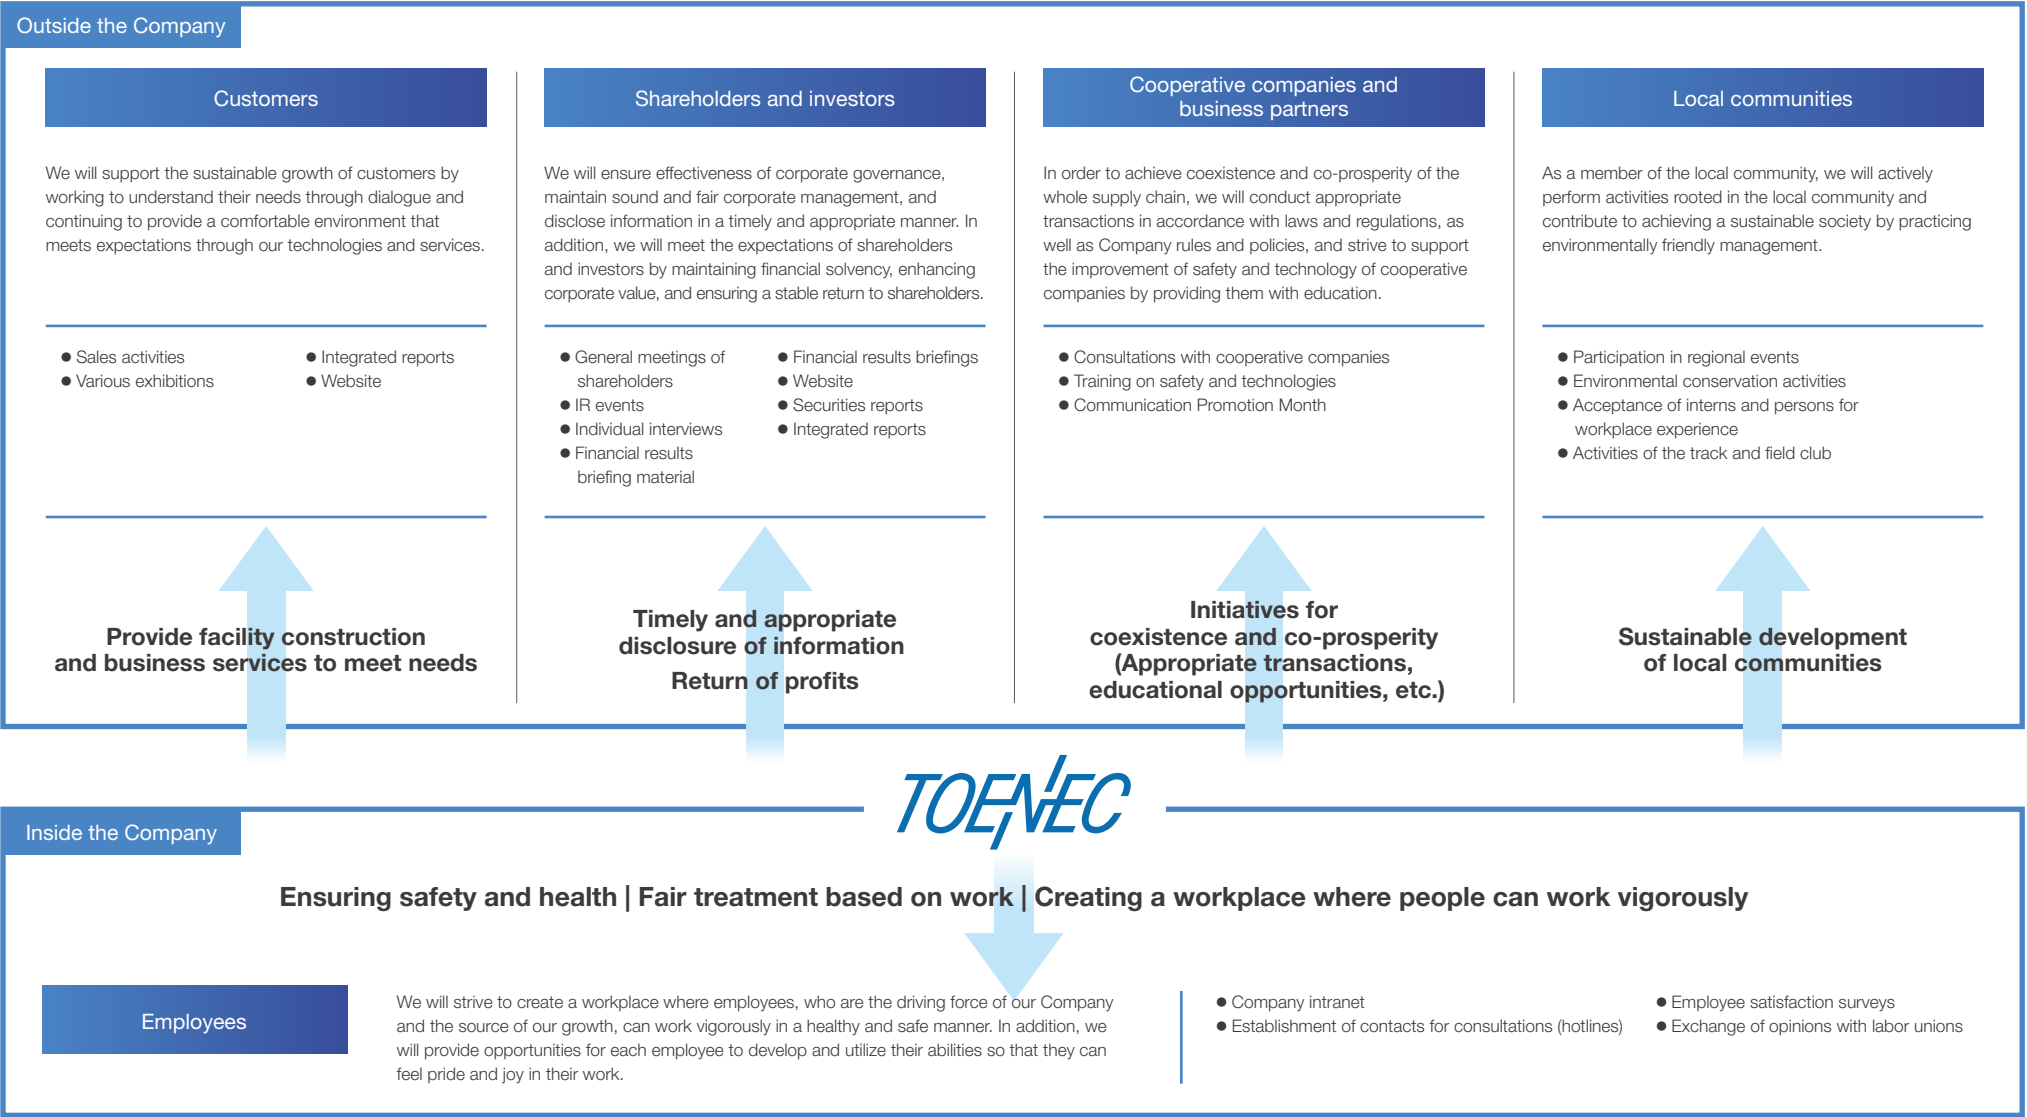 Outside the Company
Customers
We will support the sustainable growth of customers by
working to understand their needs through dialogue and
continuing to provide a comfortable environment that
meets expectations through our technologies and services.
● Sales activities
● Various exhibitions
● Integrated reports
● Website
Provide facility construction
and business services to meet needs
Shareholders and investors
We will ensure effectiveness of corporate governance,
maintain sound and fair corporate management, and
disclose information in a timely and appropriate manner. In
addition, we will meet the expectations of shareholders
and investors by maintaining financial solvency, enhancing
corporate value, and ensuring a stable return to shareholders.
● General meetings of
shareholders
● IR events
● Individual interviews
● Financial results
briefing material
● Financial results briefings
● Website
● Securities reports
● Integrated reports
Timely and appropriate
disclosure of information
Return of profits
Cooperative companies and
business partners
In order to achieve coexistence and co-prosperity of the
whole supply chain, we will conduct appropriate
transactions in accordance with laws and regulations, as
well as Company rules and policies, and strive to support
the improvement of safety and technology of cooperative
companies by providing them with education.
● Consultations with cooperative companies
● Training on safety and technologies
● Communication Promotion Month
Initiatives for
coexistence and co-prosperity
(Appropriate transactions,
educational opportunities, etc.)
Local communities
As a member of the local community, we will actively
perform activities rooted in the local community and
contribute to achieving a sustainable society by practicing
environmentally friendly management.
● Participation in regional events
● Environmental conservation activities
● Acceptance of interns and persons for
workplace experience
● Activities of the track and field club
Sustainable development
of local communities
TOENEC
Inside the Company
Ensuring safety and health | Fair treatment based on work | Creating a workplace where people can work vigorously
Employees
We will strive to create a workplace where employees, who are the driving force of our Company
and the source of our growth, can work vigorously in a healthy and safe manner. In addition, we
will provide opportunities for each employee to develop and utilize their abilities so that they can
feel pride and joy in their work.
● Company intranet
● Establishment of contacts for consultations (hotlines)
● Employee satisfaction surveys
● Exchange of opinions with labor unions